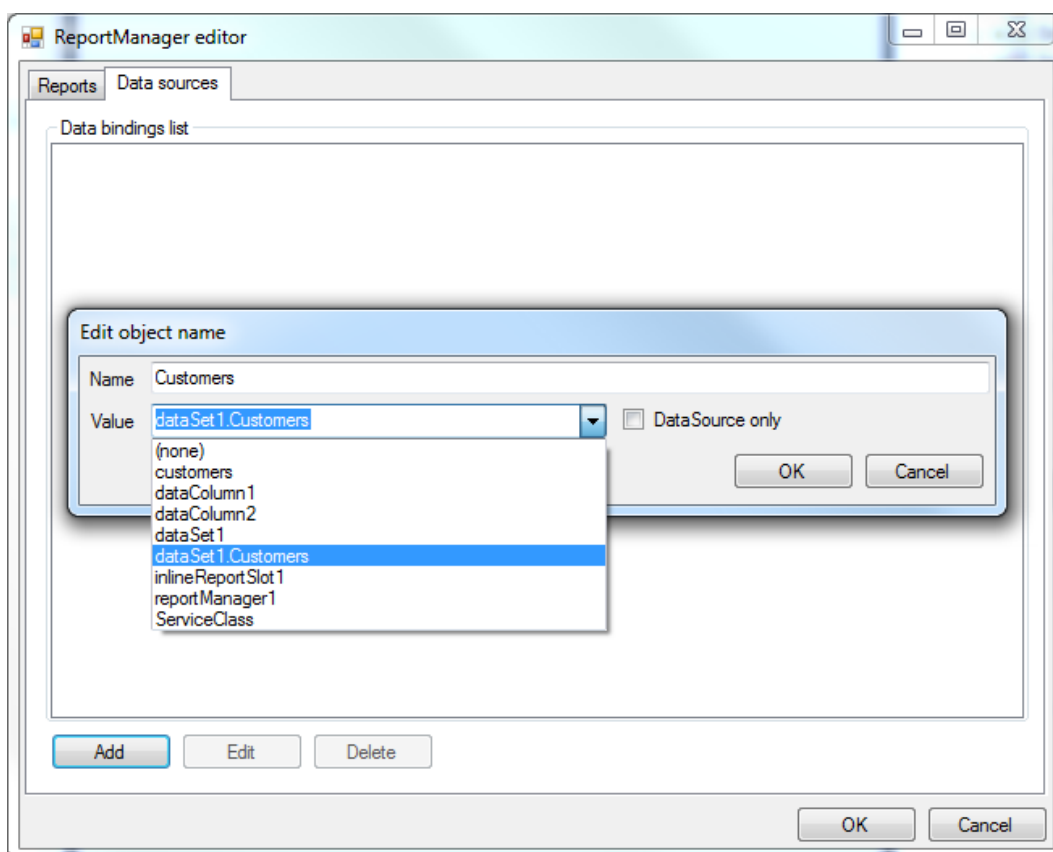 ReportManager editor
Reports Data sources
Data bindings list
Edit object name
Name Customers
Value dataSet1.Customers DataSource only
(none)
customers
OK Cancel
dataColumn1
dataColumn2
dataSet1
dataSet1.Customers
inlineReportSlot1
reportManager1
ServiceClass
Add Edit Delete
OK Cancel